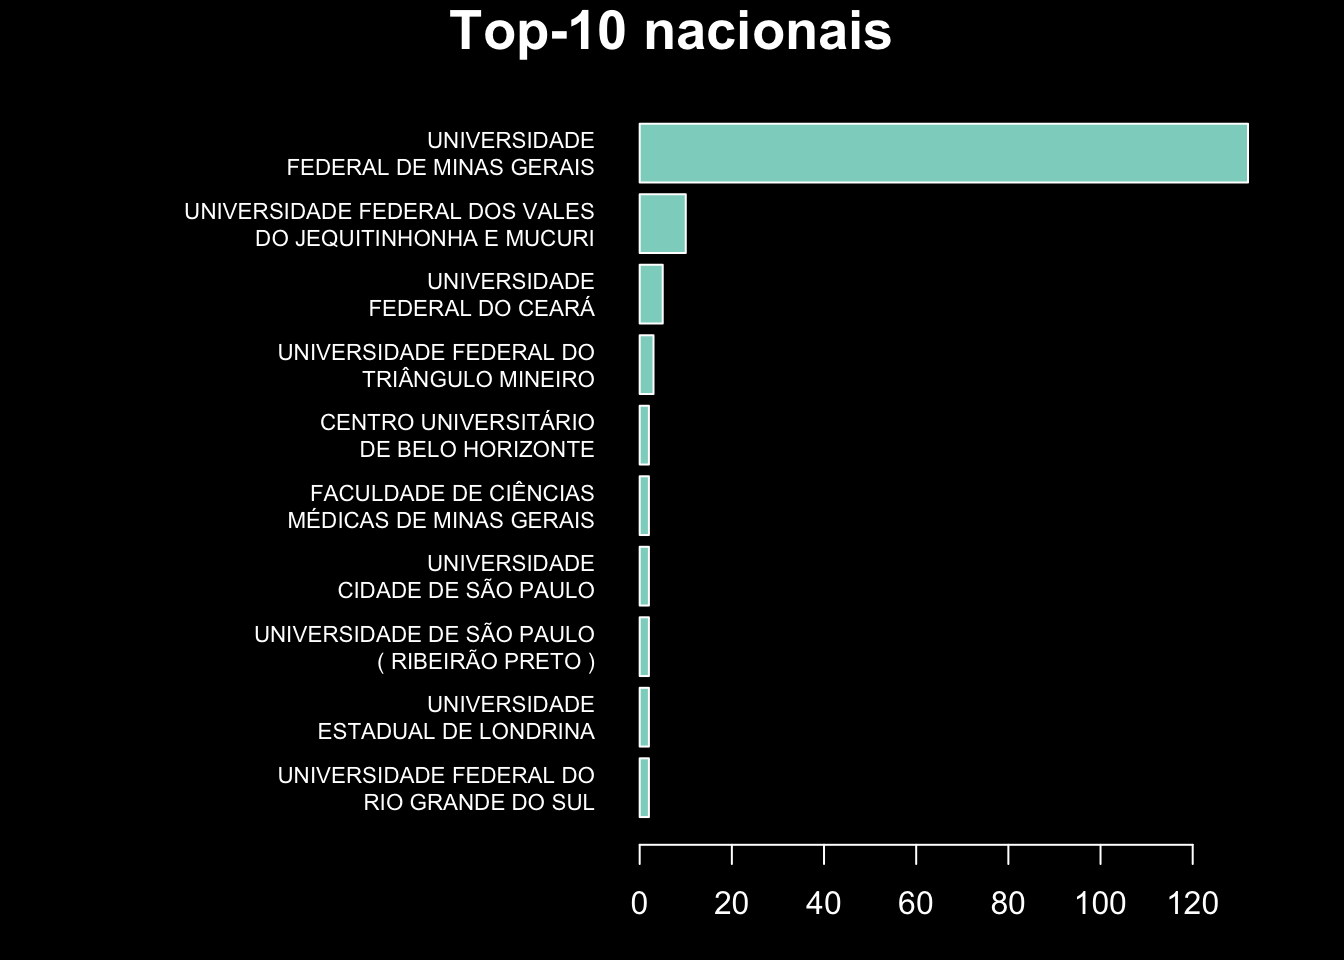 Top-10 nacionais
UNIVERSIDADE
FEDERAL DE MINAS GERAIS
UNIVERSIDADE FEDERAL DOS VALES
DO JEQUITINHONHA E MUCURI
UNIVERSIDADE
FEDERAL DO CEARÁ
UNIVERSIDADE FEDERAL DO
TRIÂNGULO MINEIRO
CENTRO UNIVERSITÁRIO
DE BELO HORIZONTE
FACULDADE DE CIÊNCIAS
MÉDICAS DE MINAS GERAIS
UNIVERSIDADE
CIDADE DE SÃO PAULO
UNIVERSIDADE DE SÃO PAULO
( RIBEIRÃO PRETO )
UNIVERSIDADE
ESTADUAL DE LONDRINA
UNIVERSIDADE FEDERAL DO
RIO GRANDE DO SUL
0 20 40 60 80 100 120